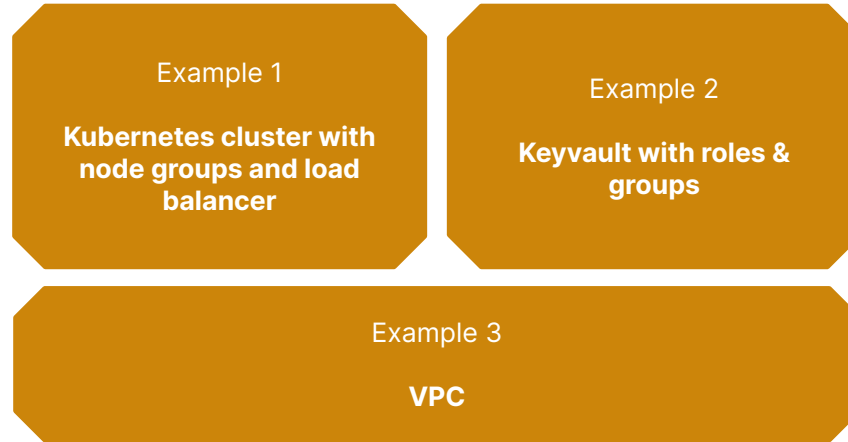 Example 1
Kubernetes cluster with
node groups and load
balancer
Example 2
Keyvault with roles &
groups
Example 3
VPC